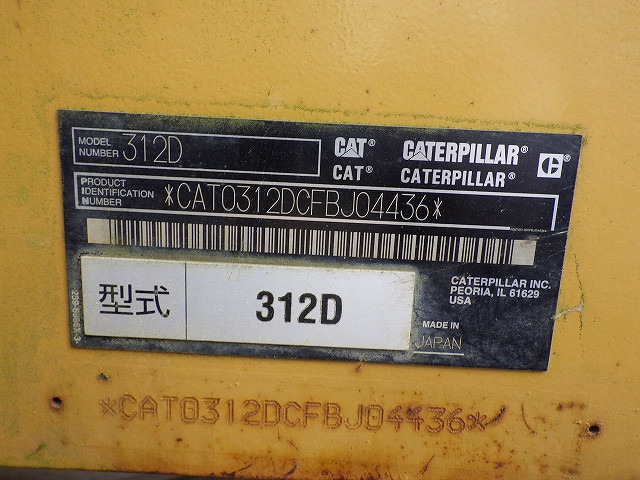 MODEL NUMBER 312D
CAT® CATERPILLAR®
CAT® CATERPILLAR®
PRODUCT IDENTIFICATION NUMBER *CAT0312DCFBJ04436*
型式 312D
CATERPILLAR INC.
PEORIA, IL 61629
USA
MADE IN
JAPAN
*CAT0312DCFBJ04436*